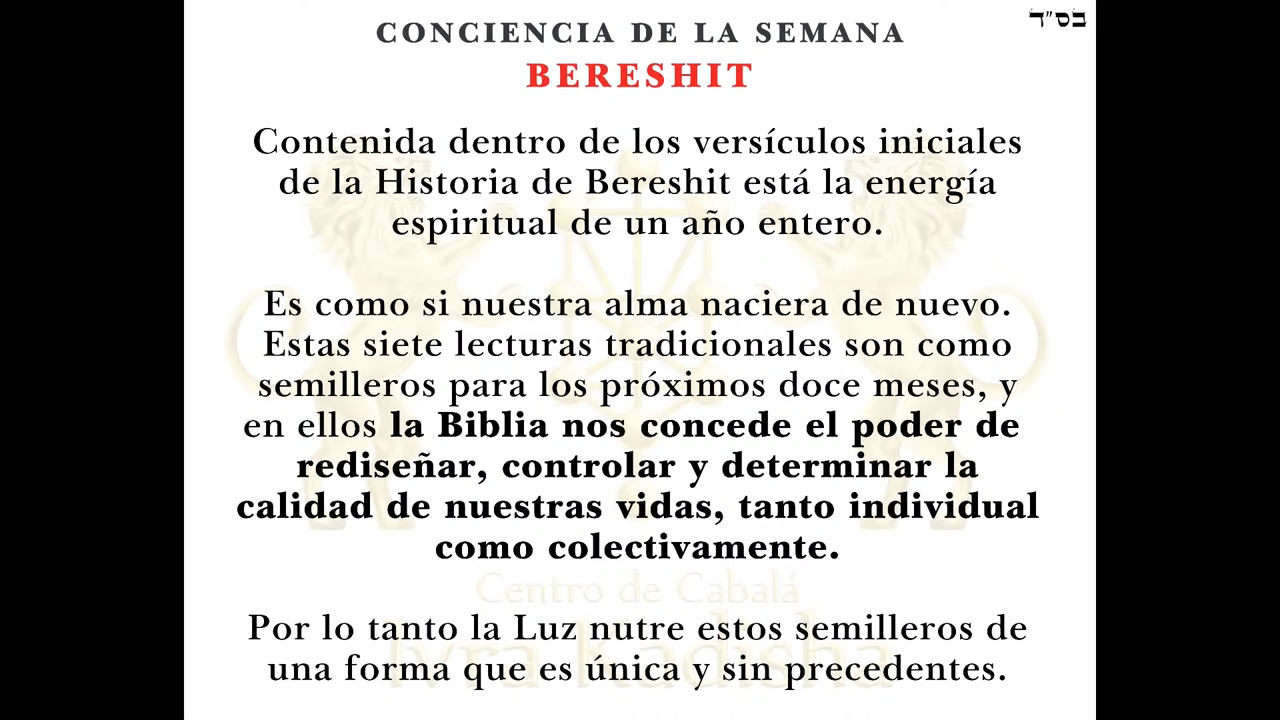 בס״ד
CONCIENCIA DE LA SEMANA
BERESHIT
Contenida dentro de los versículos iniciales
de la Historia de Bereshit está la energía
espiritual de un año entero.
Es como si nuestra alma naciera de nuevo.
Estas siete lecturas tradicionales son como
semilleros para los próximos doce meses, y
en ellos la Biblia nos concede el poder de
rediseñar, controlar y determinar la
calidad de nuestras vidas, tanto individual
como colectivamente.
Centro de Cabalá
Por lo tanto la Luz nutre estos semilleros de
Ivra Kadisha
una forma que es única y sin precedentes.